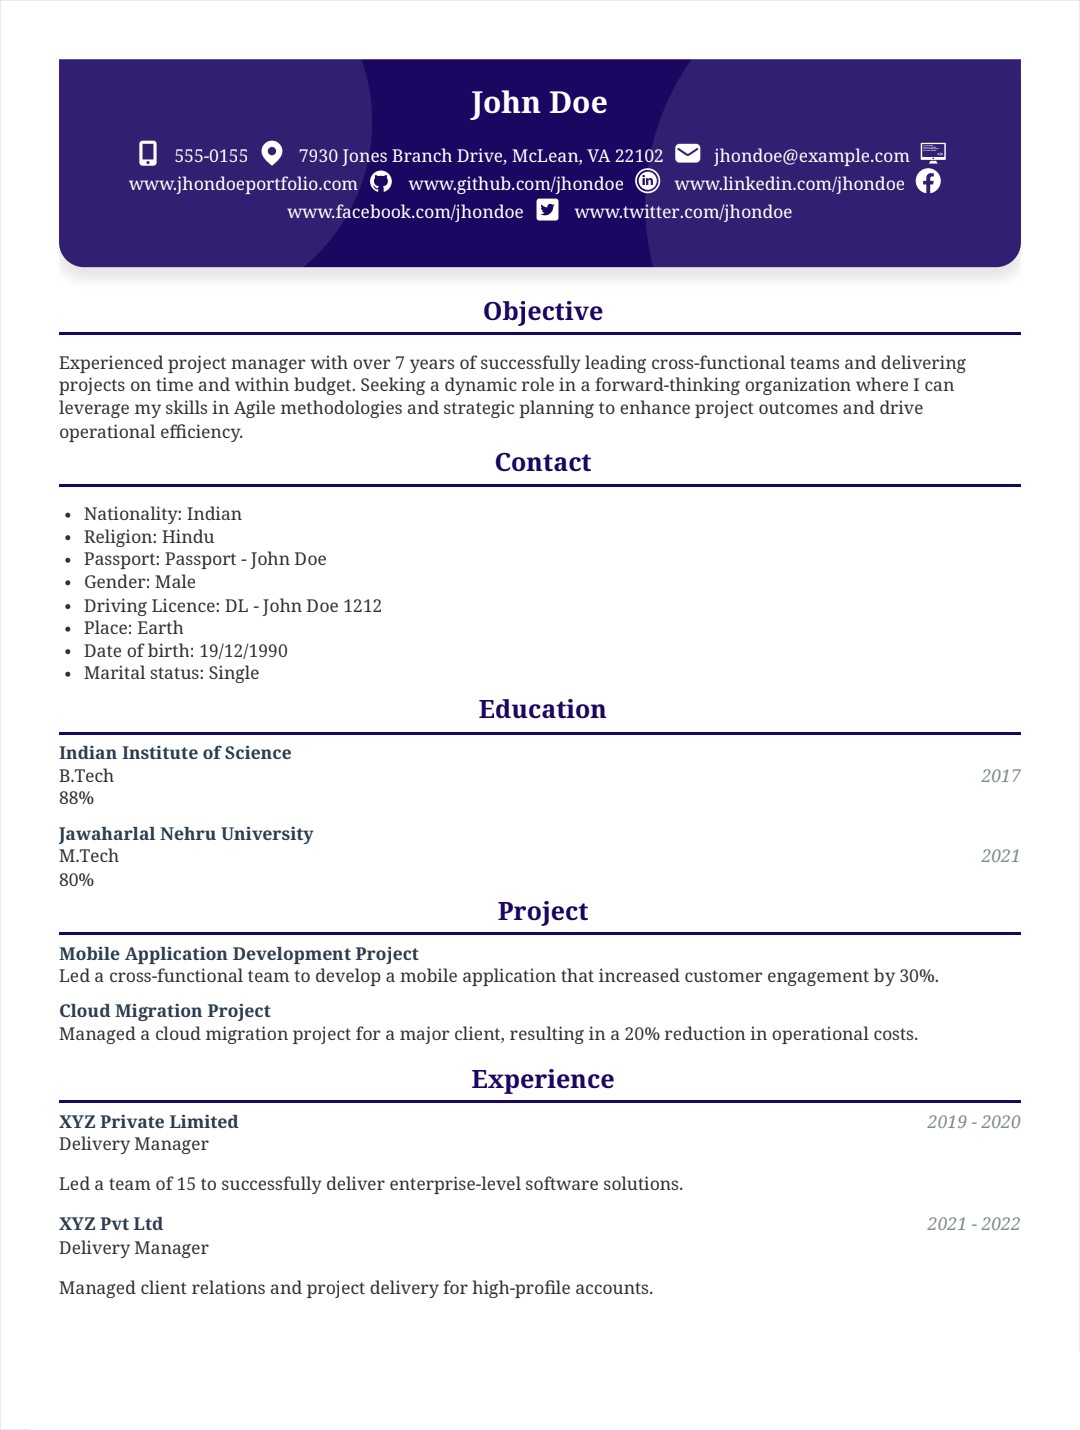 John Doe
555-0155 7930 Jones Branch Drive, McLean, VA 22102 jhondoe@example.com
www.jhondoeportfolio.com www.github.com/jhondoe www.linkedin.com/jhondoe
www.facebook.com/jhondoe www.twitter.com/jhondoe
Objective
Experienced project manager with over 7 years of successfully leading cross-functional teams and delivering
projects on time and within budget. Seeking a dynamic role in a forward-thinking organization where I can
leverage my skills in Agile methodologies and strategic planning to enhance project outcomes and drive
operational efficiency.
Contact
• Nationality: Indian
• Religion: Hindu
• Passport: Passport - John Doe
• Gender: Male
• Driving Licence: DL - John Doe 1212
• Place: Earth
• Date of birth: 19/12/1990
• Marital status: Single
Education
Indian Institute of Science
B.Tech 2017
88%
Jawaharlal Nehru University
M.Tech 2021
80%
Project
Mobile Application Development Project
Led a cross-functional team to develop a mobile application that increased customer engagement by 30%.
Cloud Migration Project
Managed a cloud migration project for a major client, resulting in a 20% reduction in operational costs.
Experience
XYZ Private Limited 2019 - 2020
Delivery Manager
Led a team of 15 to successfully deliver enterprise-level software solutions.
XYZ Pvt Ltd 2021 - 2022
Delivery Manager
Managed client relations and project delivery for high-profile accounts.